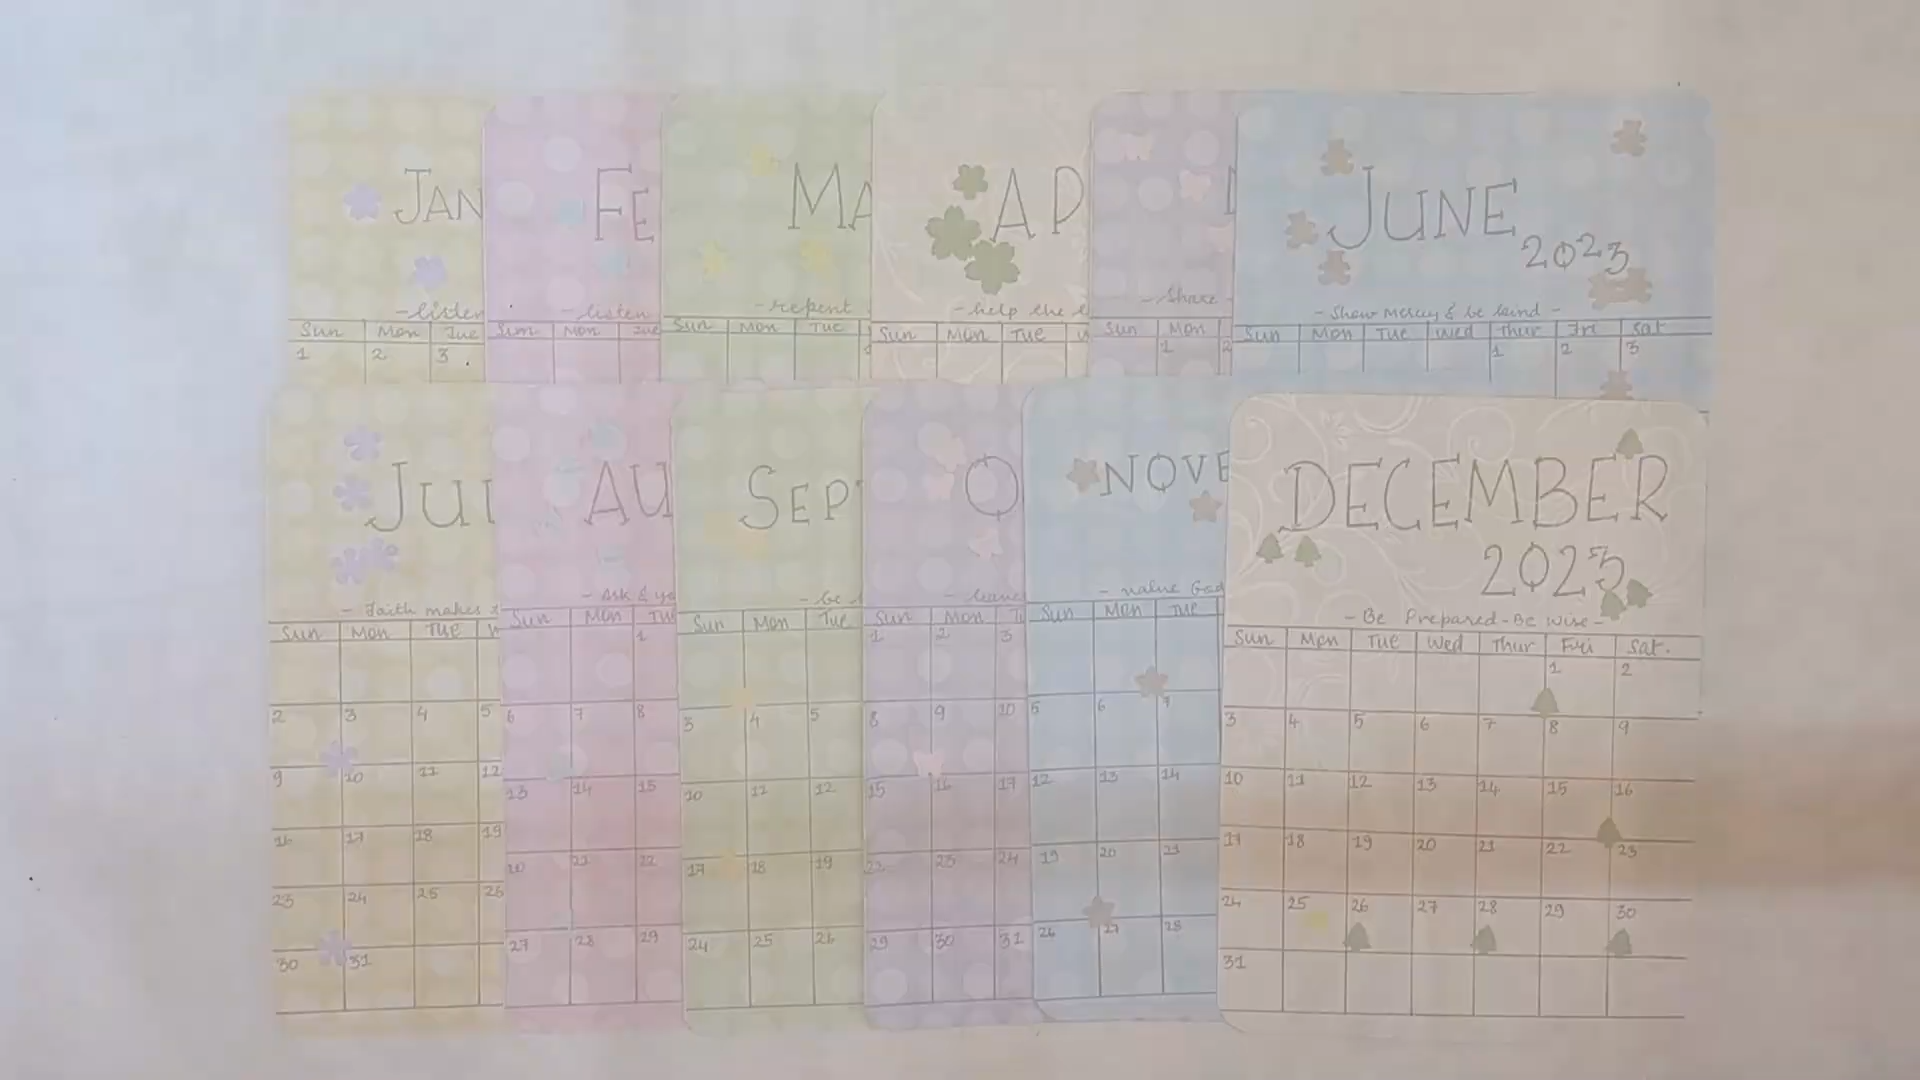 JAN
-listen
Sun Mon Tue
1 2 3
FE
-listen
Sun Mon Tue
MA
-repent
Sun Mon Tue
AP
-help the
Sun Mon Tue
-Share-
Sun Mon
1 2
JUNE
2023
-Show Mercy & be kind-
Sun Mon Tue Wed Thur Fri Sat
1 2 3
JUL
-Faith makes
Sun Mon Tue
2 3 4 5
9 10 11 12
16 17 18 19
23 24 25 26
30 31
AU
-Ask & yo
Sun Mon Tu
1
6 7 8
13 14 15
20 21 22
27 28 29
SEPT
-be
Sun Mon Tue
3 4 5
10 11 12
17 18 19
24 25 26
O
Sun Mon T
1 2 3
8 9 10
15 16 17
22 23 24
29 30 31
NOVE
-value God
Sun Mon Tue
5 6 7
12 13 14
19 20 21
26 27 28
DECEMBER
2023
-Be Prepared-Be wise-
Sun Mon Tue Wed Thur Fri Sat.
1 2
3 4 5 6 7 8 9
10 11 12 13 14 15 16
17 18 19 20 21 22 23
24 25 26 27 28 29 30
31